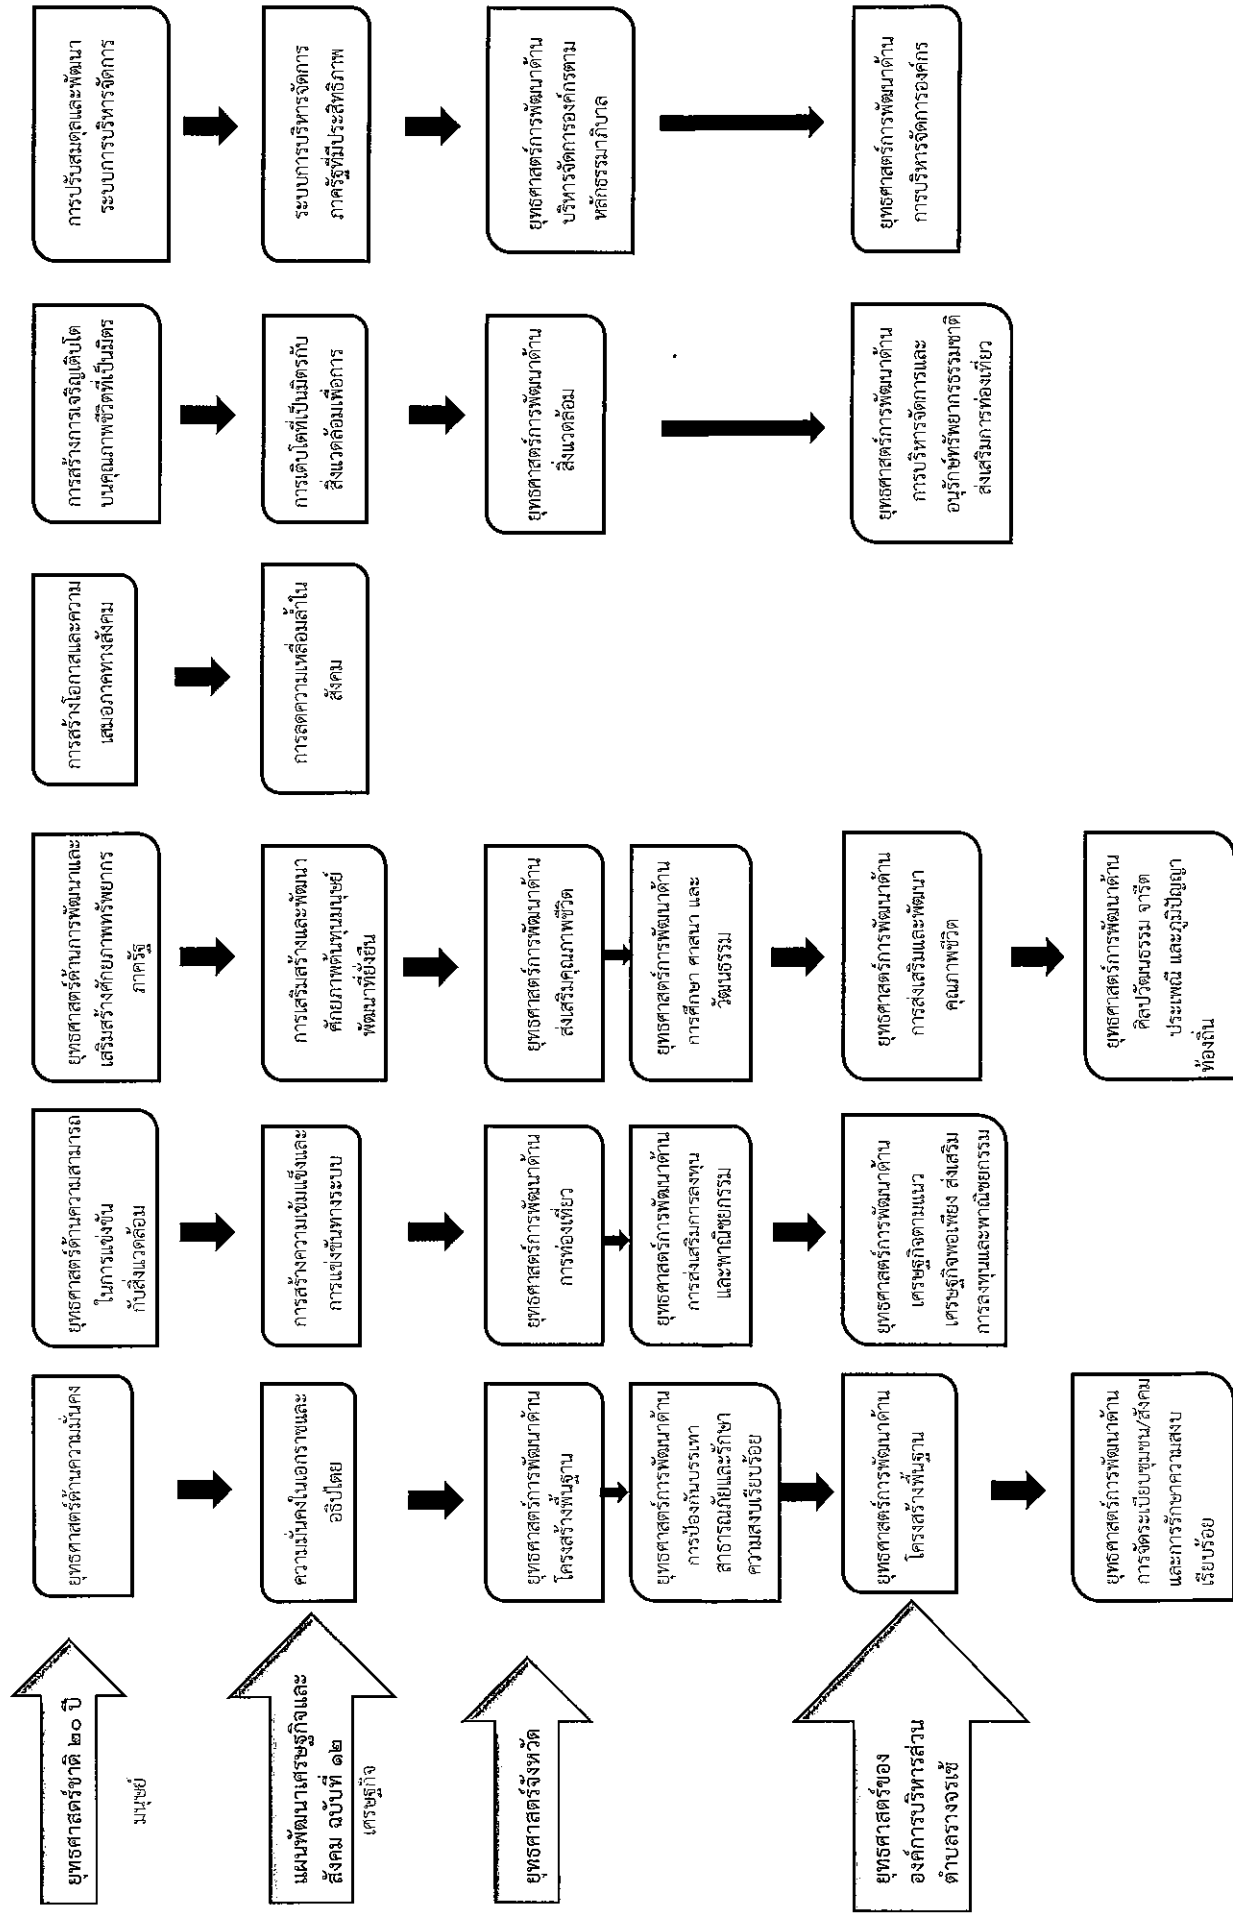 ยุทธศาสตร์ชาติ ๒๐ ปี
มนุษย์
ยุทธศาสตร์ด้านความมั่นคง
ยุทธศาสตร์ด้านความสามารถ
ในการแข่งขัน
กับสิ่งแวดล้อม
ยุทธศาสตร์ด้านการพัฒนาและ
เสริมสร้างศักยภาพทรัพยากร
ภาครัฐ
การสร้างโอกาสและความ
เสมอภาคทางสังคม
การสร้างการเจริญเติบโต
บนคุณภาพชีวิตที่เป็นมิตร
การปรับสมดุลและพัฒนา
ระบบการบริหารจัดการ
แผนพัฒนาเศรษฐกิจและ
สังคม ฉบับที่ ๑๒
เศรษฐกิจ
ความมั่นคงในเอกราชและ
อธิปไตย
การสร้างความเข้มแข็งและ
การแข่งขันทางระบบ
การเสริมสร้างและพัฒนา
ศักยภาพต้นทุนมนุษย์
พัฒนาที่ยั่งยืน
การลดความเหลื่อมล้ำใน
สังคม
การเติบโตที่เป็นมิตรกับ
สิ่งแวดล้อมเพื่อการ
ระบบการบริหารจัดการ
ภาครัฐที่มีประสิทธิภาพ
ยุทธศาสตร์จังหวัด
ยุทธศาสตร์การพัฒนาด้าน
โครงสร้างพื้นฐาน
ยุทธศาสตร์การพัฒนาด้าน
การท่องเที่ยว
ยุทธศาสตร์การพัฒนาด้าน
ส่งเสริมคุณภาพชีวิต
ยุทธศาสตร์การพัฒนาด้าน
สิ่งแวดล้อม
ยุทธศาสตร์การพัฒนาด้าน
บริหารจัดการองค์กรตาม
หลักธรรมาภิบาล
ยุทธศาสตร์การพัฒนาด้าน
การป้องกันบรรเทา
สาธารณภัยและรักษา
ความสงบเรียบร้อย
ยุทธศาสตร์การพัฒนาด้าน
การส่งเสริมการลงทุน
และพาณิชยกรรม
ยุทธศาสตร์การพัฒนาด้าน
การศึกษา ศาสนา และ
วัฒนธรรม
ยุทธศาสตร์ของ
องค์การบริหารส่วน
ตำบลรางจรเข้
ยุทธศาสตร์การพัฒนาด้าน
โครงสร้างพื้นฐาน
ยุทธศาสตร์การพัฒนาด้าน
เศรษฐกิจตามแนว
เศรษฐกิจพอเพียง ส่งเสริม
การลงทุนและพาณิชยกรรม
ยุทธศาสตร์การพัฒนาด้าน
การส่งเสริมและพัฒนา
คุณภาพชีวิต
ยุทธศาสตร์การพัฒนาด้าน
การบริหารจัดการและ
อนุรักษ์ทรัพยากรธรรมชาติ
ส่งเสริมการท่องเที่ยว
ยุทธศาสตร์การพัฒนาด้าน
การบริหารจัดการองค์กร
ยุทธศาสตร์การพัฒนาด้าน
การจัดระเบียบชุมชน/สังคม
และการรักษาความสงบ
เรียบร้อย
ยุทธศาสตร์การพัฒนาด้าน
ศิลปวัฒนธรรม จารีต
ประเพณี และภูมิปัญญา
ท้องถิ่น